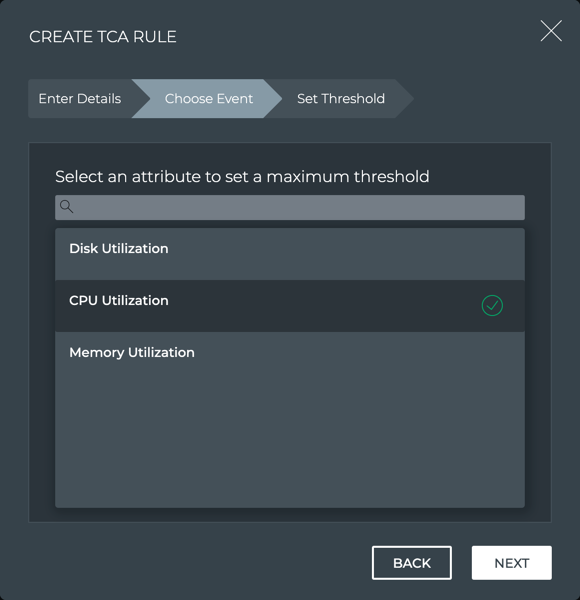 CREATE TCA RULE
Enter Details
Choose Event
Set Threshold
Select an attribute to set a maximum threshold
Disk Utilization
CPU Utilization
Memory Utilization
BACK
NEXT